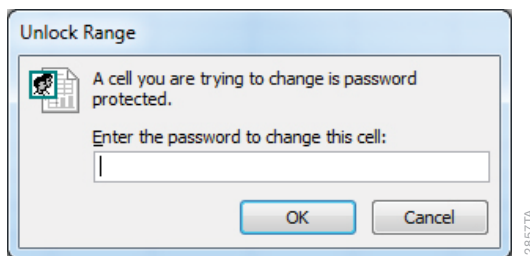 Unlock Range
A cell you are trying to change is password
protected.
Enter the password to change this cell:
OK
Cancel
2857TA